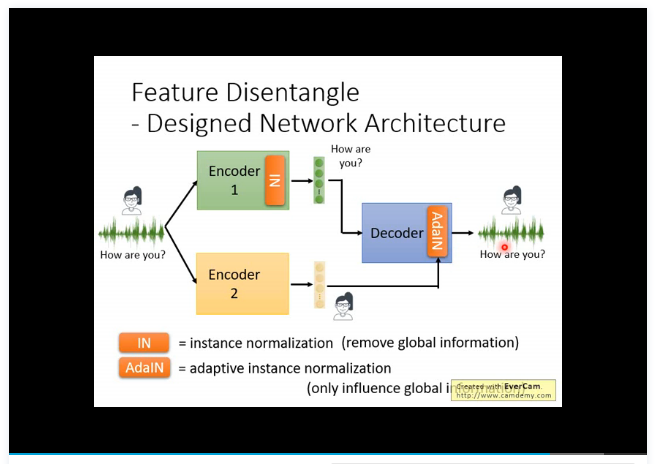 Feature Disentangle
- Designed Network Architecture
How are
you?
Encoder
1
IN
Decoder
AdaIN
How are you?
How are you?
Encoder
2
IN
= instance normalization (remove global information)
AdaIN
= adaptive instance normalization
(only influence global
Created with EverCam.
http://www.camdemy.com